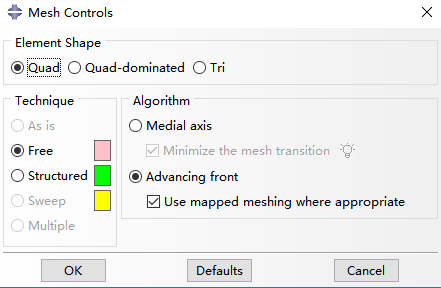 Mesh Controls
Element Shape
Quad Quad-dominated Tri
Technique
As is
Free
Structured
Sweep
Multiple
Algorithm
Medial axis
Minimize the mesh transition
Advancing front
Use mapped meshing where appropriate
OK Defaults Cancel